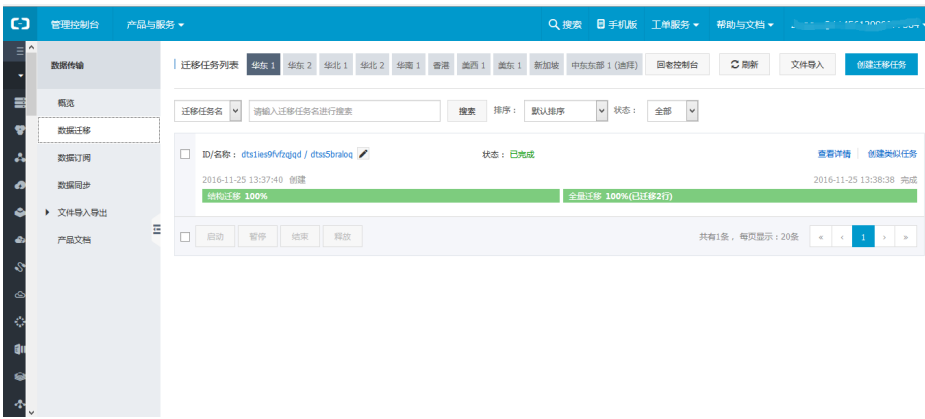 管理控制台 产品与服务 搜索 手机版 工单服务 帮助与文档
数据传输
概览
数据迁移
数据订阅
数据同步
文件导入导出
产品文档
迁移任务列表 华东 1 华东 2 华北 1 华北 2 华南 1 香港 美西 1 美东 1 新加坡 中东东部 1 (迪拜) 回老控制台 刷新 文件导入 创建迁移任务
迁移任务名 请输入迁移任务名进行搜索 搜索 排序： 默认排序 状态： 全部
ID/名称： dts1ies9fvfzqjqd / dtss5braloq 状态： 已完成 查看详情 创建类似任务
2016-11-25 13:37:40 创建 2016-11-25 13:38:38 完成
结构迁移 100% 全量迁移 100%(已迁移2行)
启动 暂停 结束 释放 共有1条， 每页显示：20条 « ‹ 1 › »